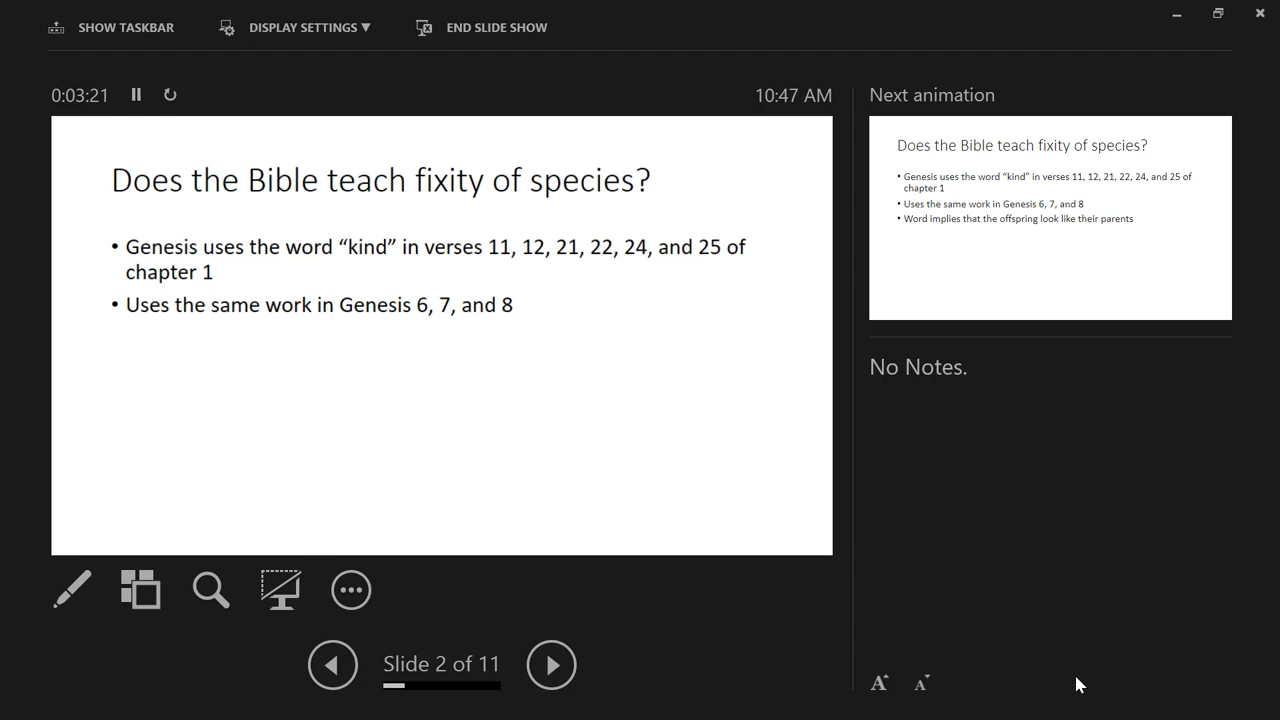 SHOW TASKBAR
DISPLAY SETTINGS ▼
END SLIDE SHOW
0:03:21
10:47 AM
Does the Bible teach fixity of species?
• Genesis uses the word “kind” in verses 11, 12, 21, 22, 24, and 25 of
chapter 1
• Uses the same work in Genesis 6, 7, and 8
Slide 2 of 11
Next animation
Does the Bible teach fixity of species?
• Genesis uses the word “kind” in verses 11, 12, 21, 22, 24, and 25 of
chapter 1
• Uses the same work in Genesis 6, 7, and 8
• Word implies that the offspring look like their parents
No Notes.
A A